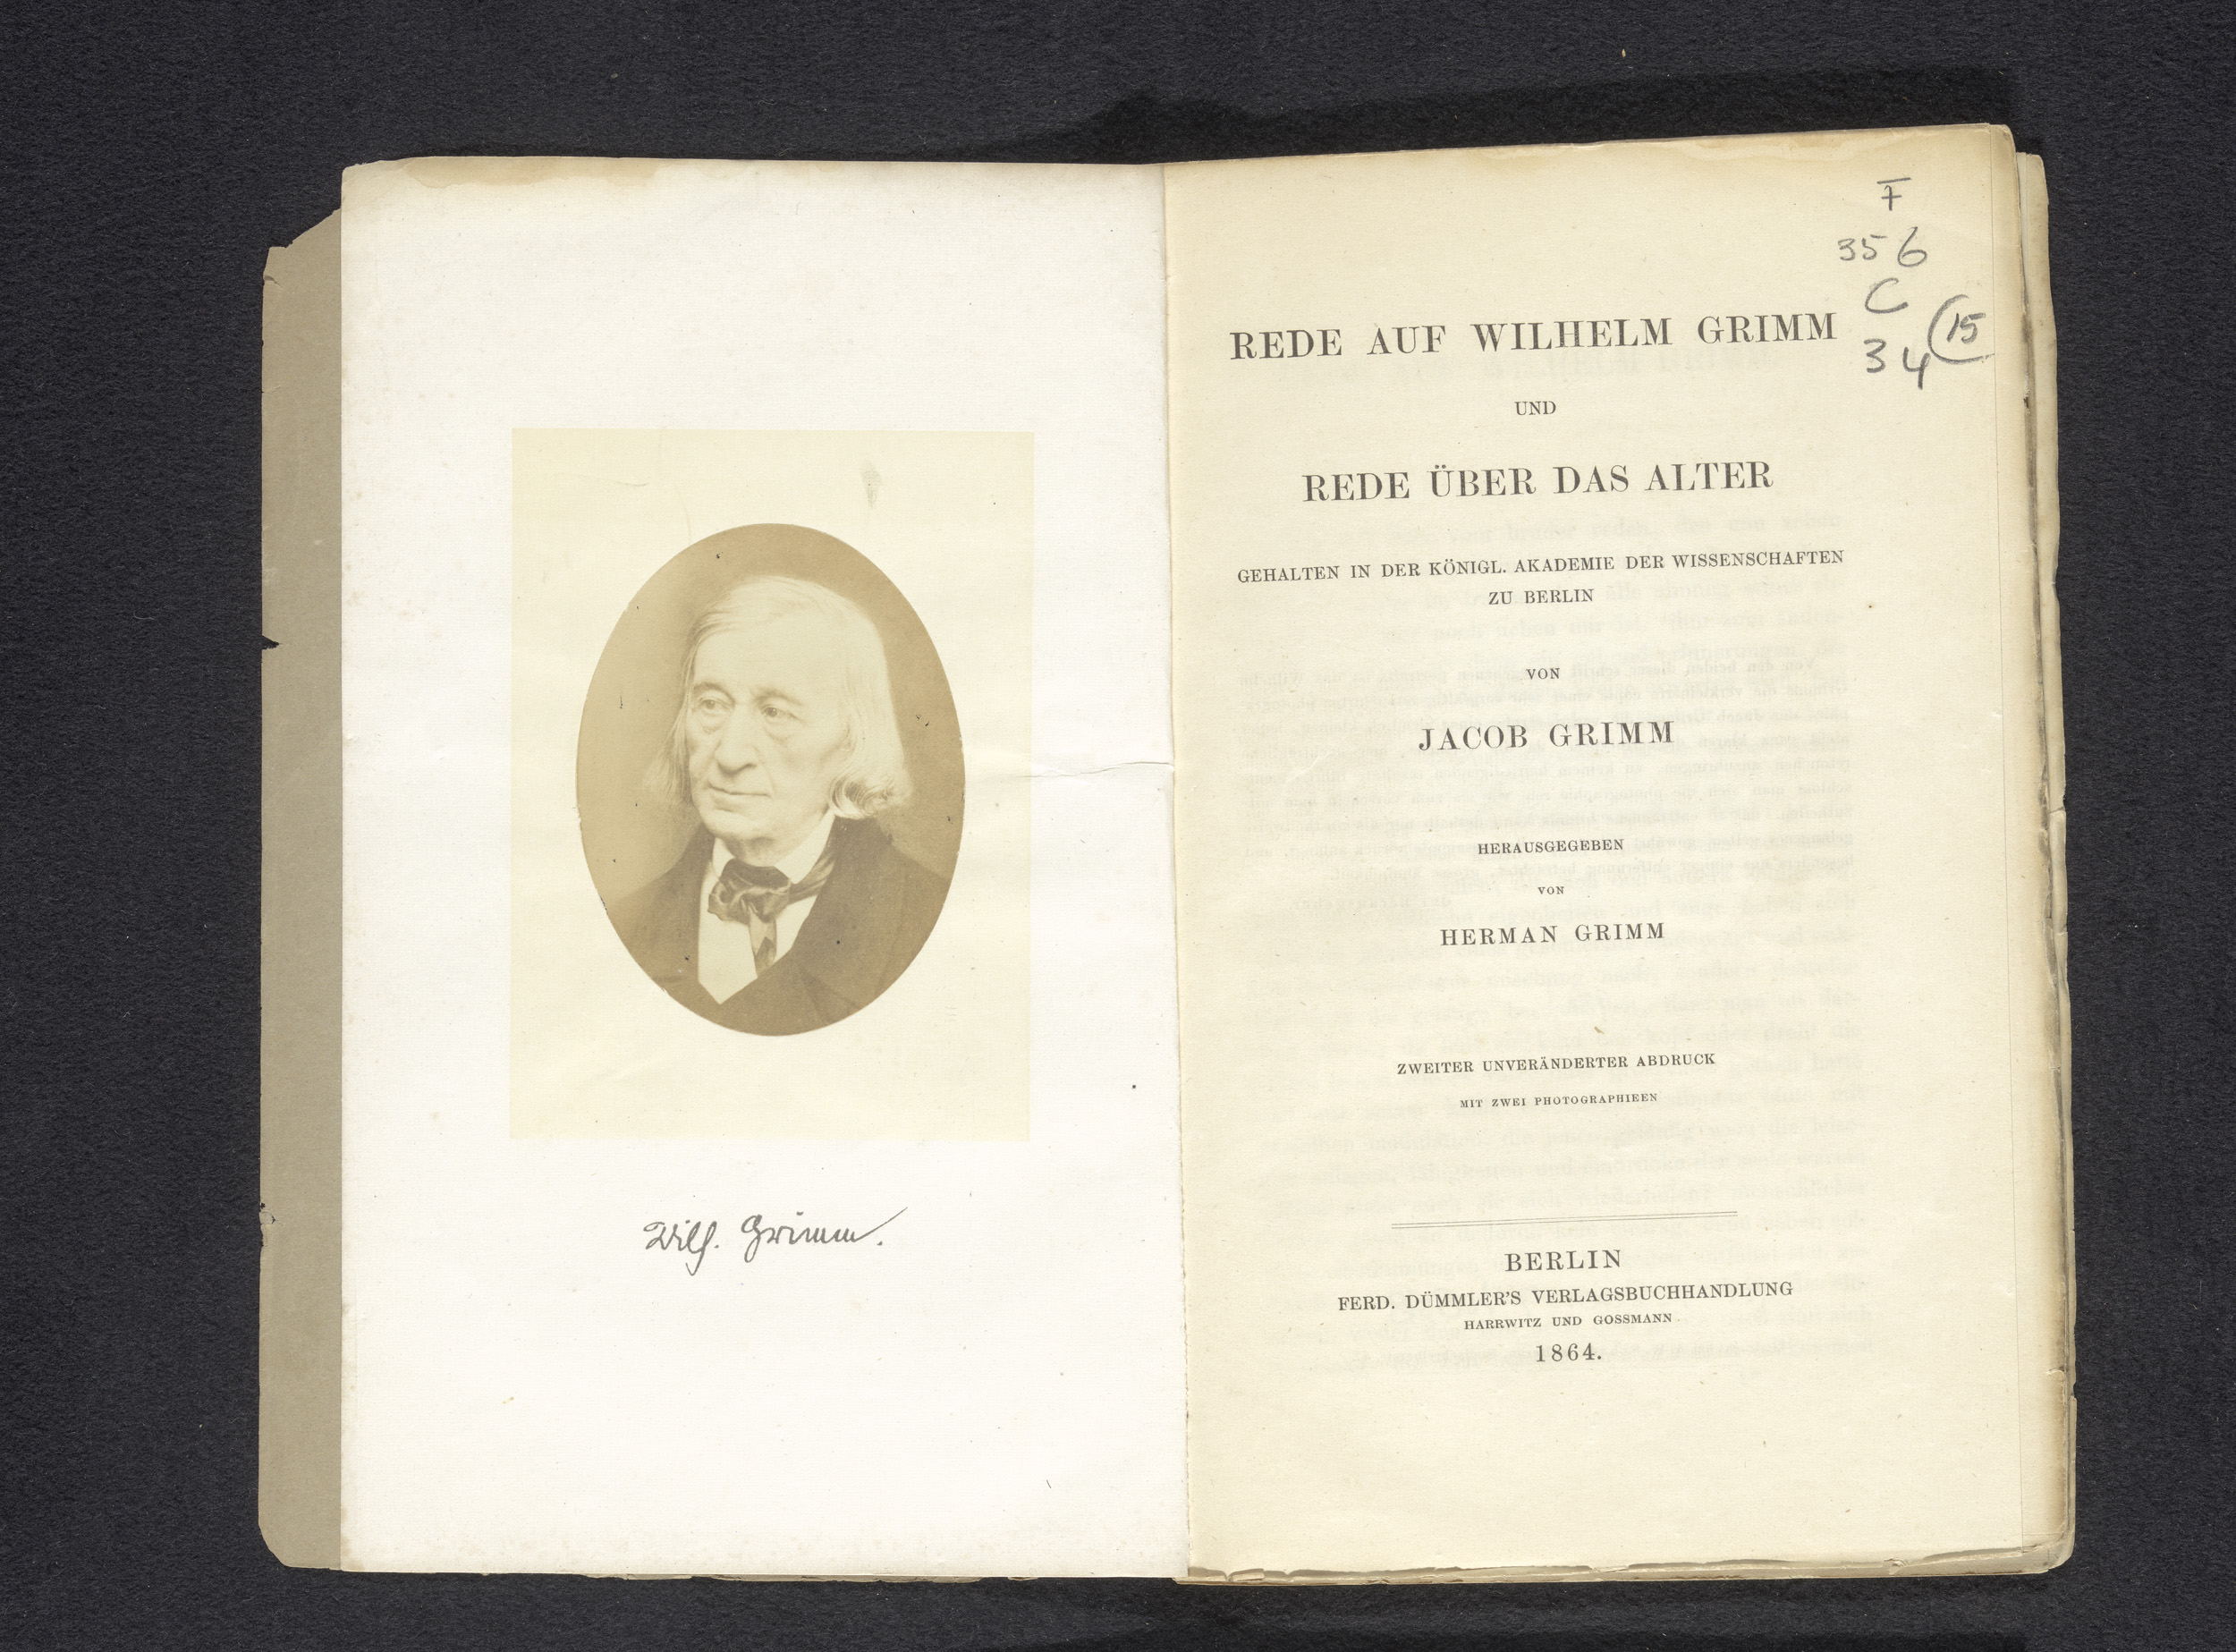 Wilh. Grimm.
F
356
C
34 (15
REDE AUF WILHELM GRIMM
UND
REDE ÜBER DAS ALTER
GEHALTEN IN DER KÖNIGL. AKADEMIE DER WISSENSCHAFTEN
ZU BERLIN
VON
JACOB GRIMM
HERAUSGEGEBEN
VON
HERMAN GRIMM
ZWEITER UNVERÄNDERTER ABDRUCK
MIT ZWEI PHOTOGRAPHIEEN
BERLIN
FERD. DÜMMLER'S VERLAGSBUCHHANDLUNG
HARRWITZ UND GOSSMANN
1864.